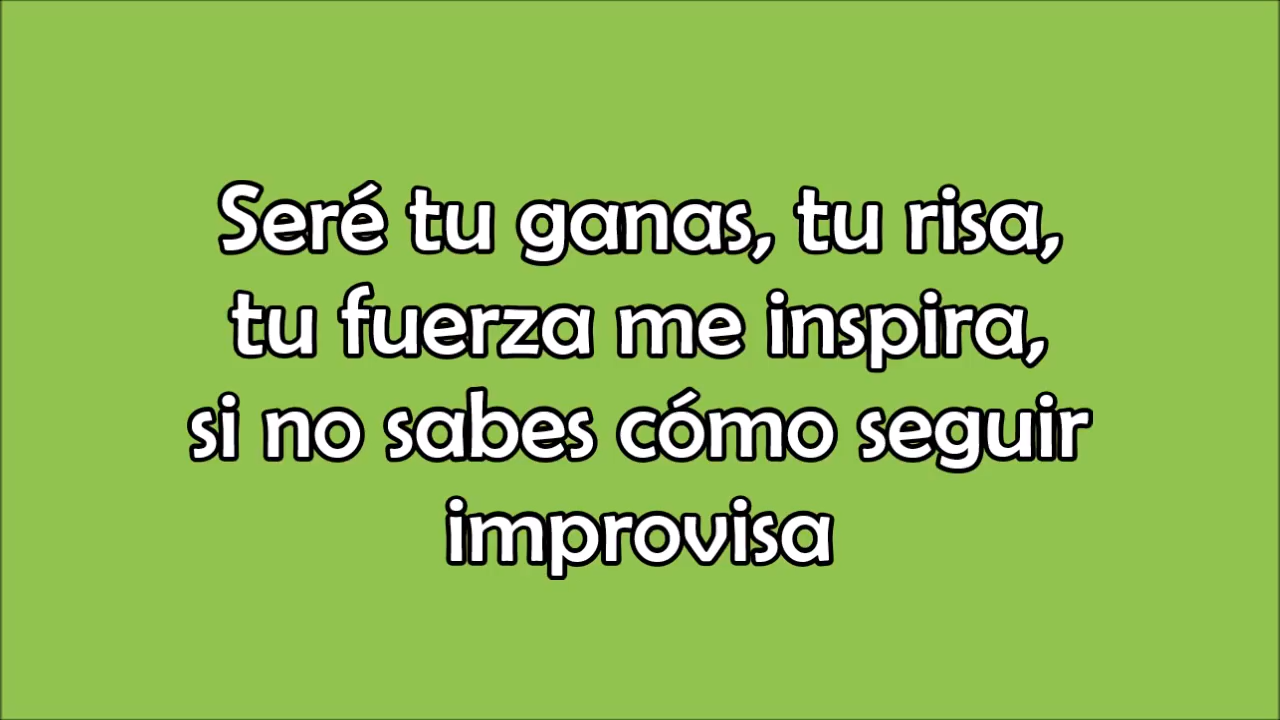 Seré tu ganas, tu risa,
tu fuerza me inspira,
si no sabes cómo seguir
improvisa